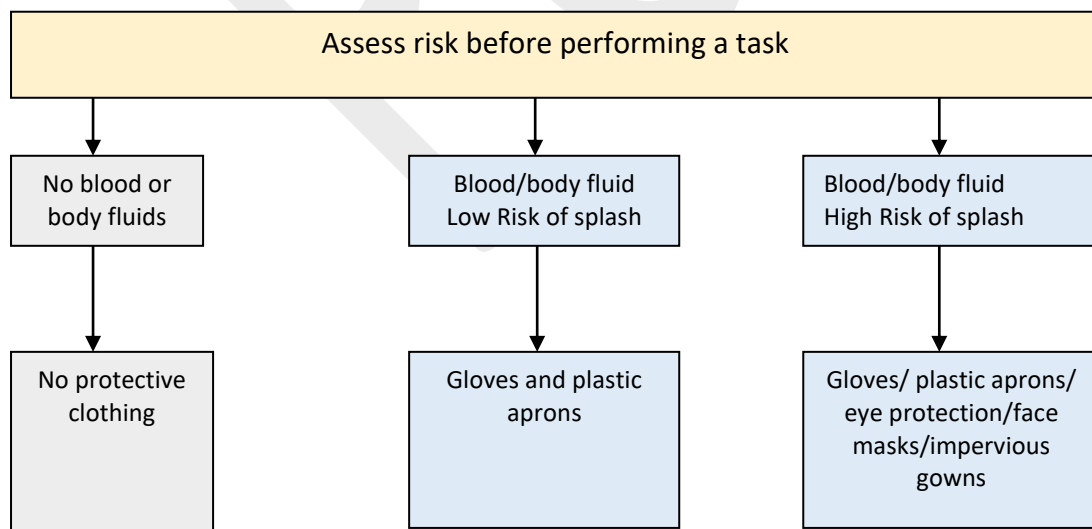 Assess risk before performing a task
No blood or
body fluids
Blood/body fluid
Low Risk of splash
Blood/body fluid
High Risk of splash
No protective
clothing
Gloves and plastic
aprons
Gloves/ plastic aprons/
eye protection/face
masks/impervious
gowns